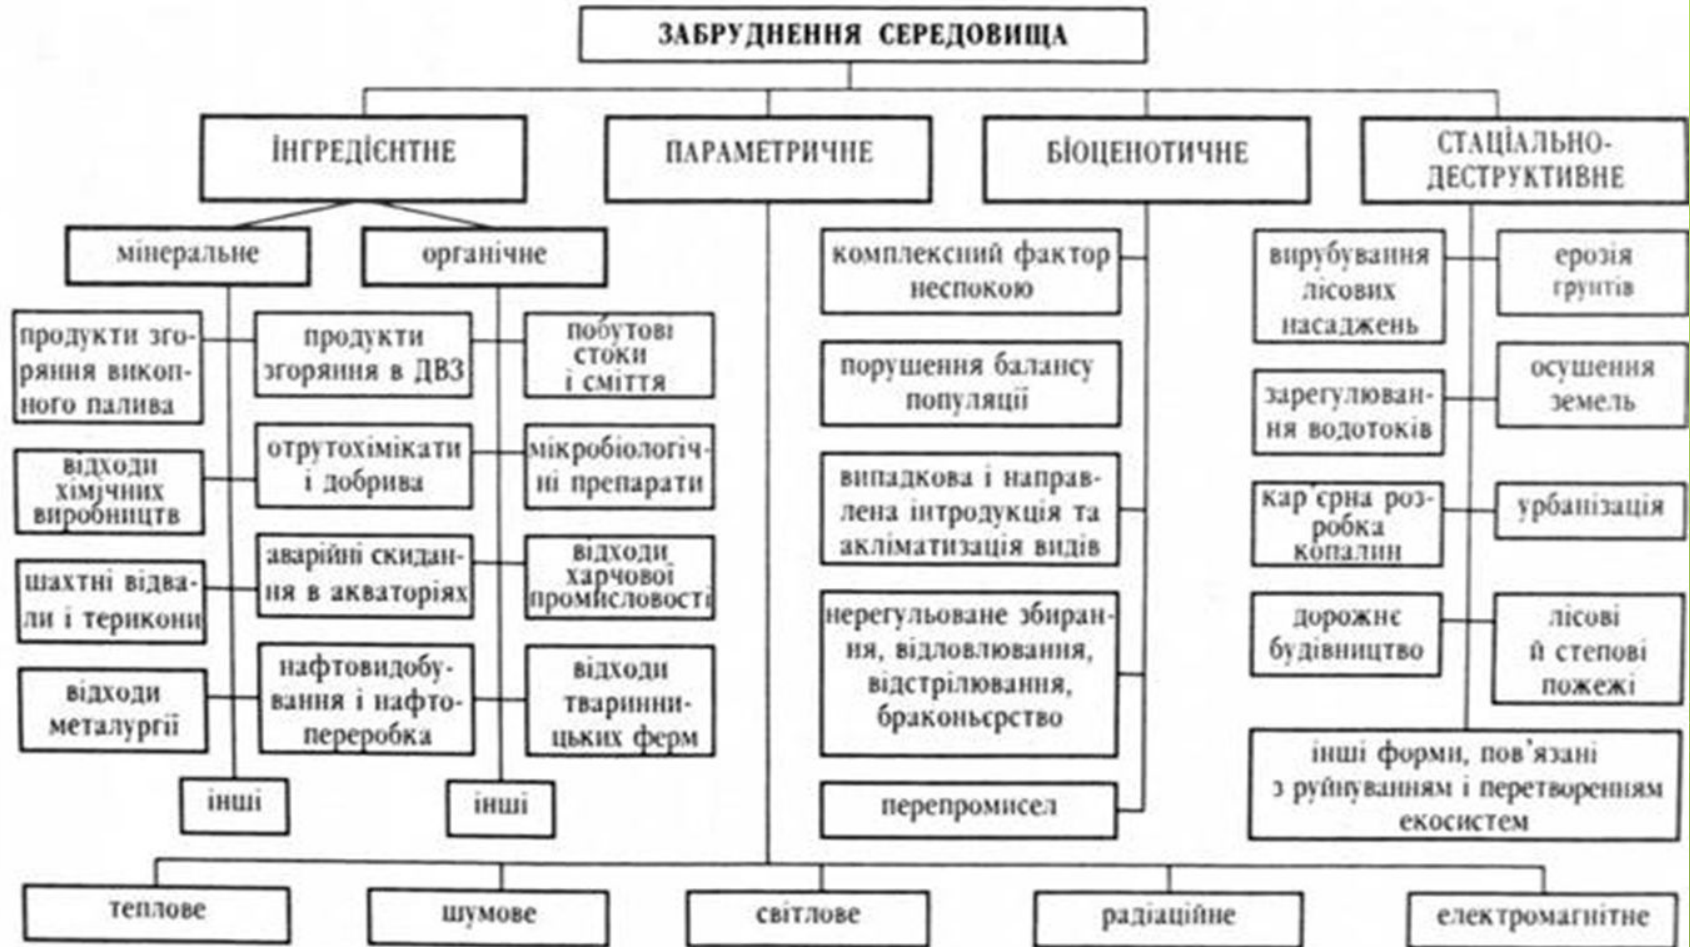 ЗАБРУДНЕННЯ СЕРЕДОВИЩА
ІНГРЕДІЄНТНЕ
ПАРАМЕТРИЧНЕ
БІОЦЕНОТИЧНЕ
СТАЦІАЛЬНО-
ДЕСТРУКТИВНЕ
мінеральне
органічне
продукти зго-
ряння викоп-
ного палива
відходи
хімічних
виробництв
шахтні відва-
ли і терикони
відходи
металургії
інші
продукти
згоряння в ДВЗ
отрутохімікати
і добрива
аварійні скидан-
ня в акваторіях
нафтовидобу-
вання і нафто-
переробка
побутові
стоки
і сміття
мікробіологіч-
ні препарати
відходи
харчової
промисловості
відходи
тваринни-
цьких ферм
інші
комплексний фактор
неспокою
порушення балансу
популяції
випадкова і направ-
лена інтродукція та
акліматизація видів
нерегульоване збиран-
ня, відловлювання,
відстрілювання,
браконьєрство
перепромисел
вирубування
лісових
насаджень
зарегулюван-
ня водотоків
кар'єрна роз-
робка
копалин
дорожнє
будівництво
ерозія
грунтів
осушення
земель
урбанізація
лісові
й степові
пожежі
інші форми, пов'язані
з руйнуванням і перетворенням
екосистем
теплове
шумове
світлове
радіаційне
електромагнітне